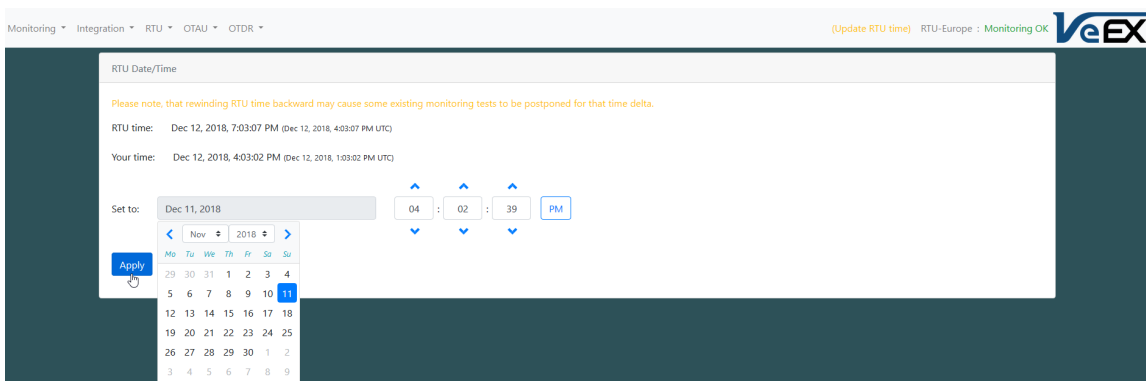 Monitoring Integration RTU OTAU OTDR (Update RTU time) RTU-Europe : Monitoring OK VeEX
RTU Date/Time
Please note, that rewinding RTU time backward may cause some existing monitoring tests to be postponed for that time delta.
RTU time: Dec 12, 2018, 7:03:07 PM (Dec 12, 2018, 4:03:07 PM UTC)
Your time: Dec 12, 2018, 4:03:02 PM (Dec 12, 2018, 1:03:02 PM UTC)
Set to: Dec 11, 2018 04 : 02 : 39 PM
Nov 2018
Mo Tu We Th Fr Sa Su
Apply
29 30 31 1 2 3 4
5 6 7 8 9 10 11
12 13 14 15 16 17 18
19 20 21 22 23 24 25
26 27 28 29 30 1 2
3 4 5 6 7 8 9